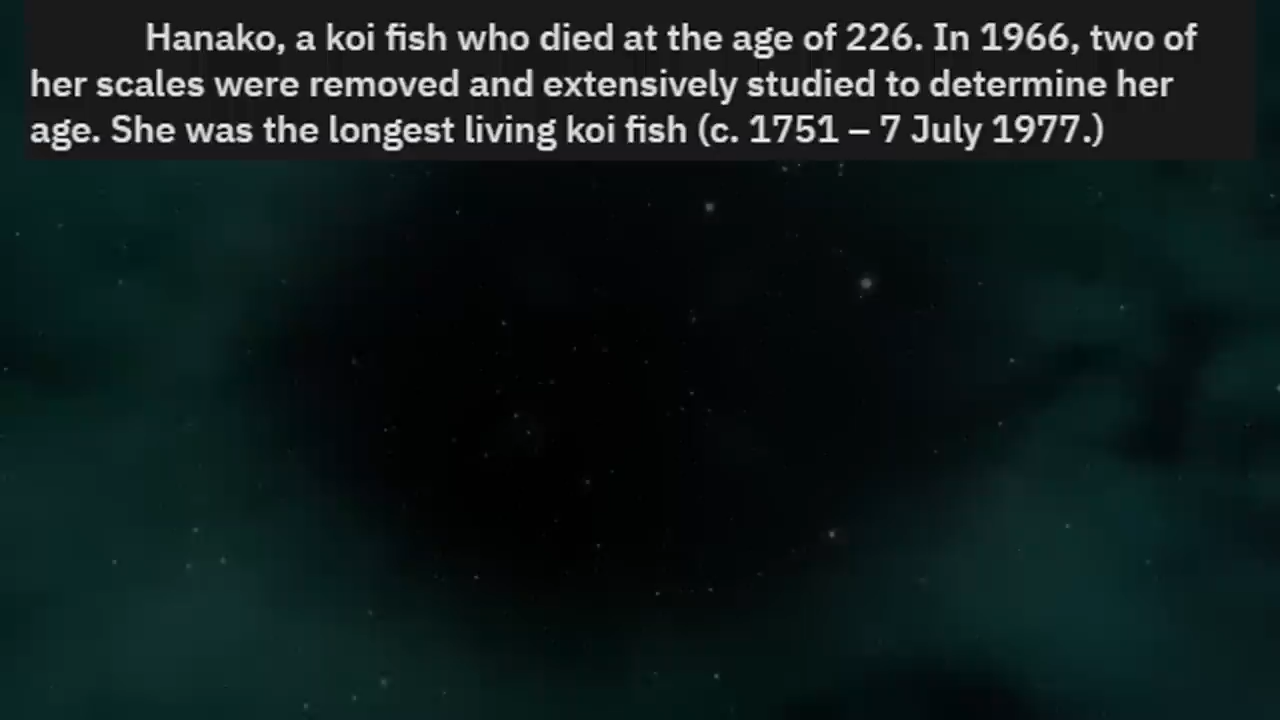 Hanako, a koi fish who died at the age of 226. In 1966, two of
her scales were removed and extensively studied to determine her
age. She was the longest living koi fish (c. 1751 – 7 July 1977.)